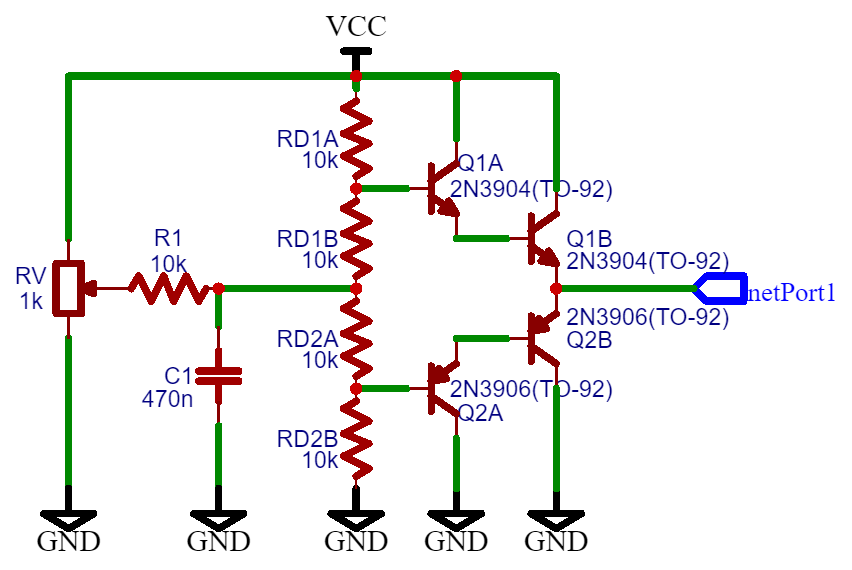 VCC
RD1A
10k
Q1A
2N3904(TO-92)
R1
10k
RD1B
10k
Q1B
2N3904(TO-92)
RV
1k
netPort1
2N3906(TO-92)
Q2B
RD2A
10k
C1
470n
2N3906(TO-92)
Q2A
RD2B
10k
GND
GND
GND
GND
GND